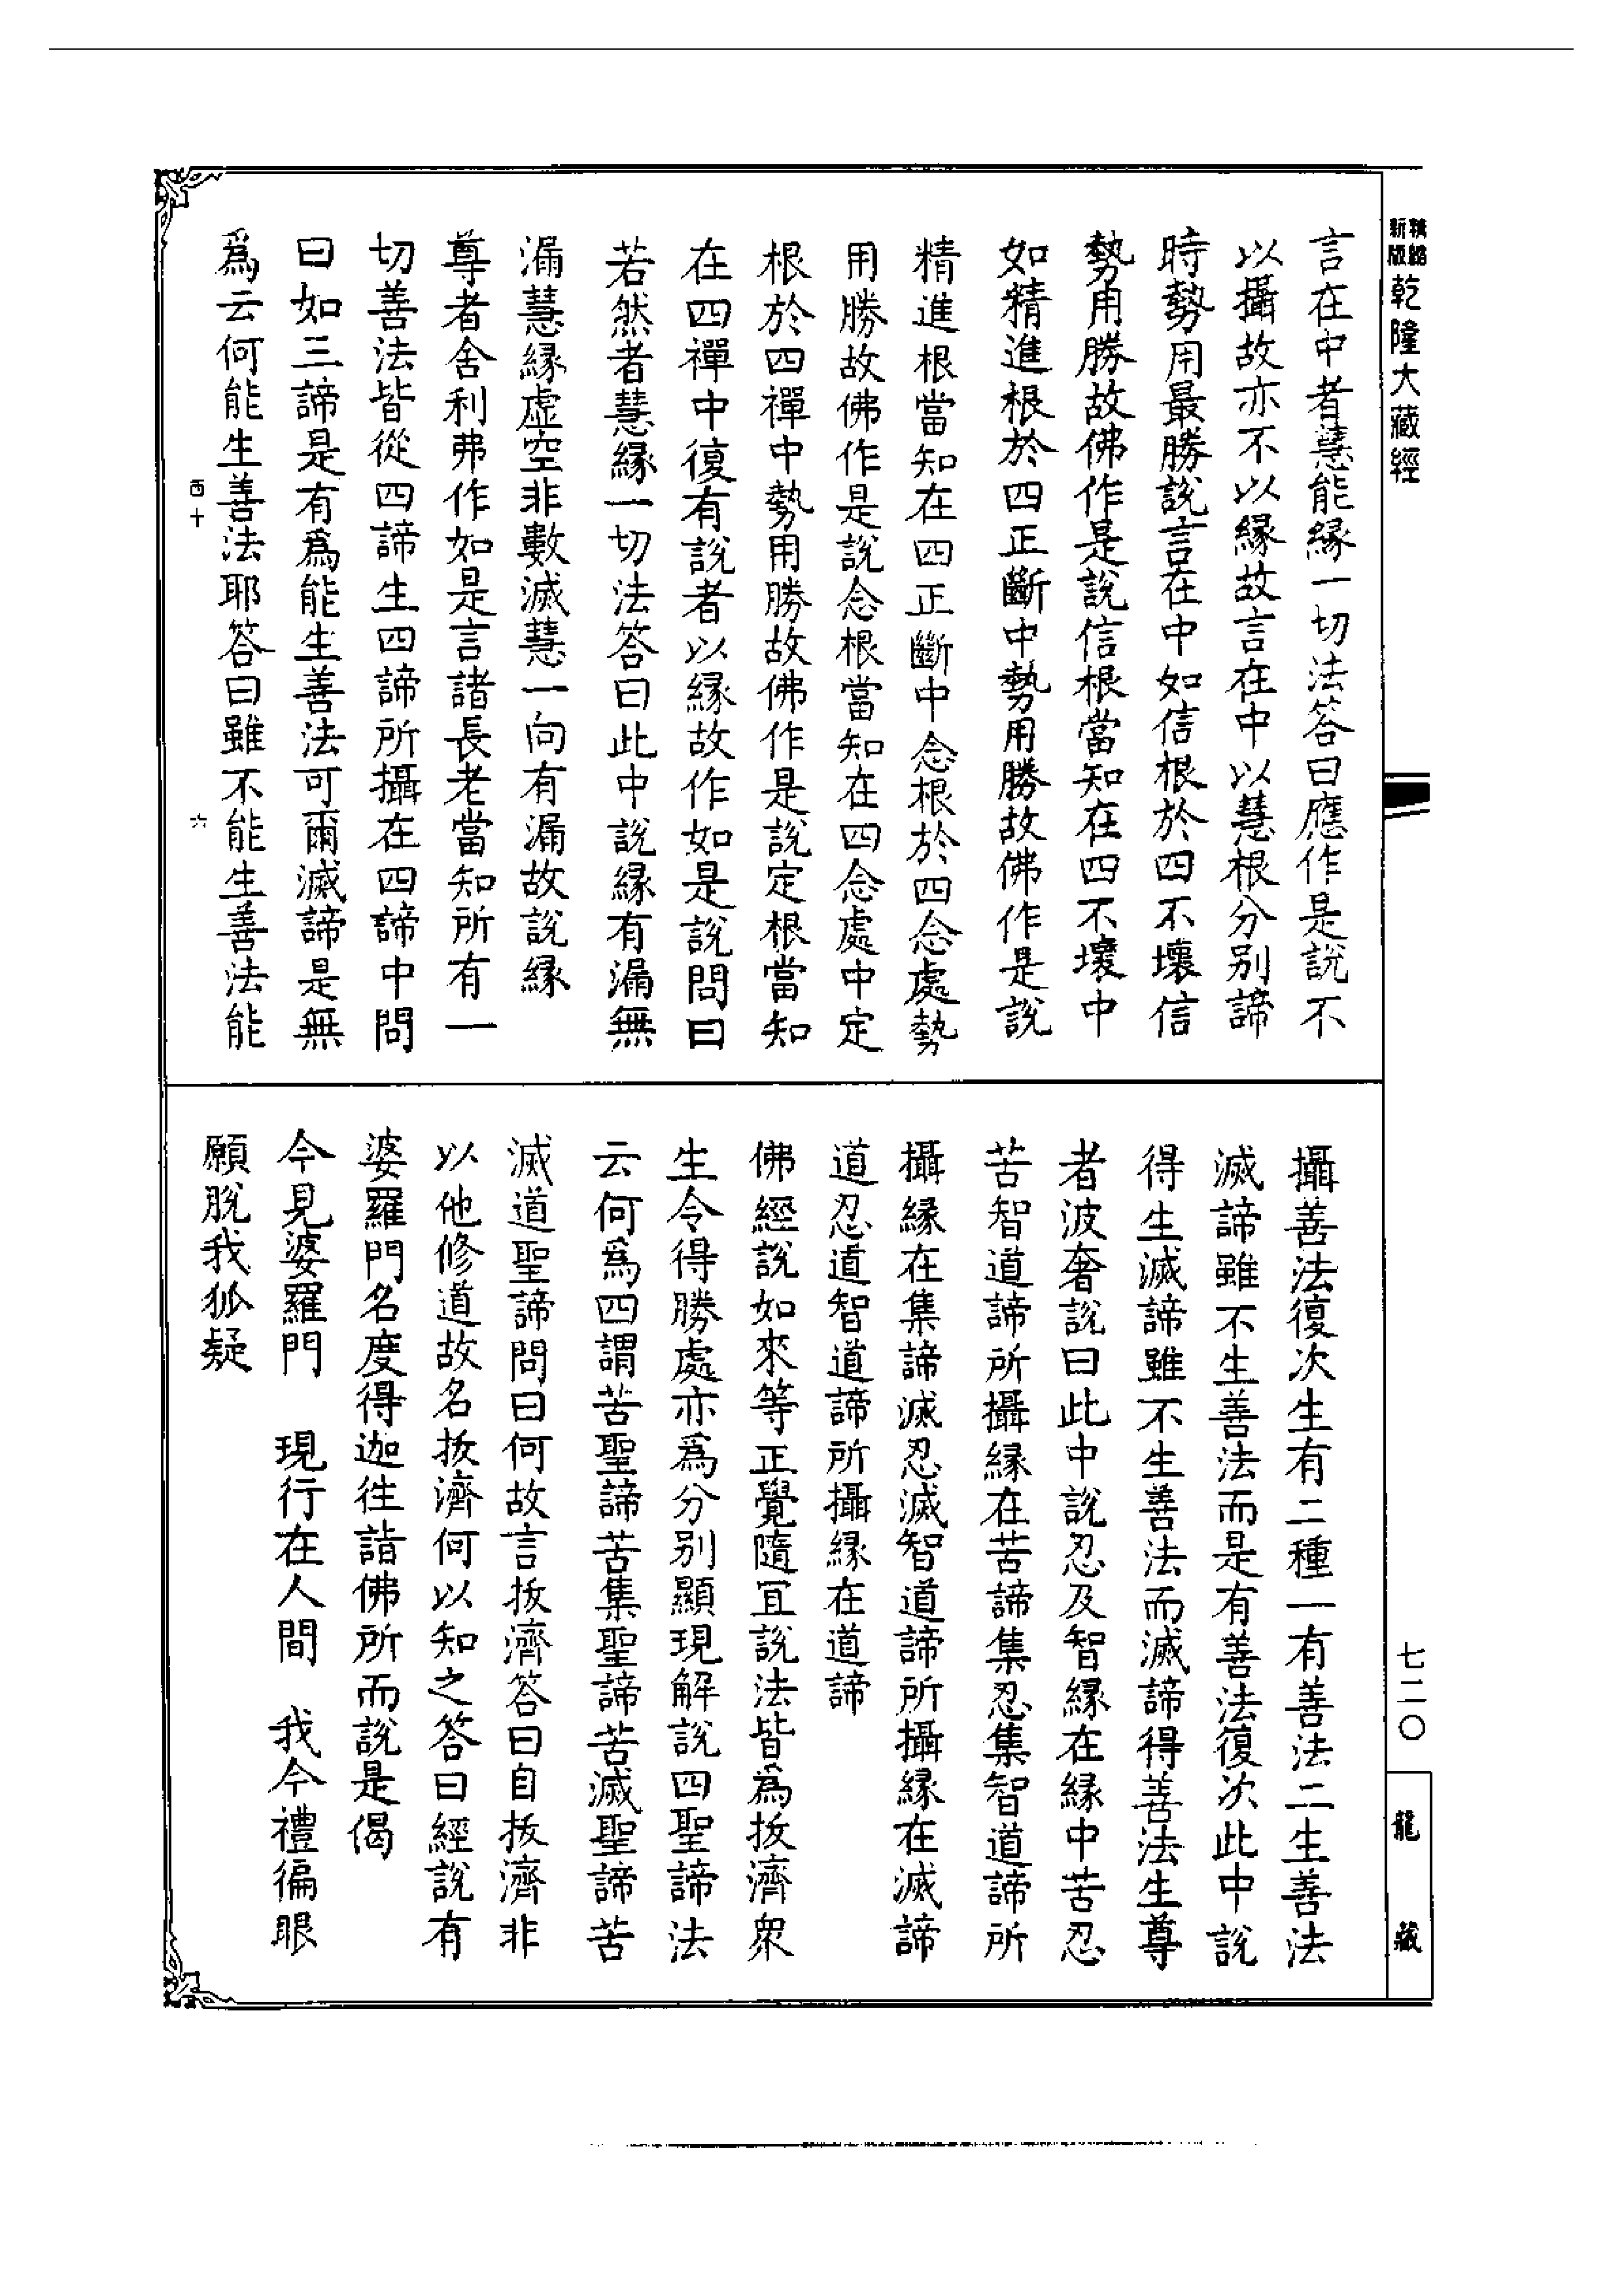 新版
精縮
乾隆大藏經
言在中者慧能緣一切法答曰應作是說不
以攝故亦不以緣故言在中以慧根分別諦
時勢用最勝說言在中如信根於四不壞信
勢用勝故佛作是說信根當知在四不壞中
如精進根於四正斷中勢用勝故佛作是說
精進根當知在四正斷中念根於四念處勢
用勝故佛作是說念根當知在四念處中定
根於四禪中勢用勝故佛作是說定根當知
在四禪中復有說者以緣故作如是說問曰
若然者慧緣一切法答曰此中說緣有漏無
漏慧緣虛空非數滅慧一向有漏故說緣
尊者舍利弗作如是言諸長老當知所有一
切善法皆從四諦生四諦所攝在四諦中問
曰如三諦是有為能生善法可爾滅諦是無
為云何能生善法耶答曰雖不能生善法能
西十
六
攝善法復次生有二種一有善法二生善法
滅諦雖不生善法而是有善法復次此中說
得生滅諦雖不生善法而滅諦得善法生尊
者波奢說曰此中說忍及智緣在緣中苦忍
苦智道諦所攝緣在苦諦集忍集智道諦所
攝緣在集諦滅忍滅智道諦所攝緣在滅諦
道忍道智道諦所攝緣在道諦
佛經說如來等正覺隨宜說法皆為拔濟衆
生令得勝處亦為分別顯現解說四聖諦法
云何為四謂苦聖諦苦集聖諦苦滅聖諦苦
滅道聖諦問曰何故言拔濟答曰自拔濟非
以他修道故名拔濟何以知之答曰經說有
婆羅門名度得迦往詣佛所而說是偈
今見婆羅門　現行在人間　我今禮徧眼
願脫我狐疑
七二〇
龍藏